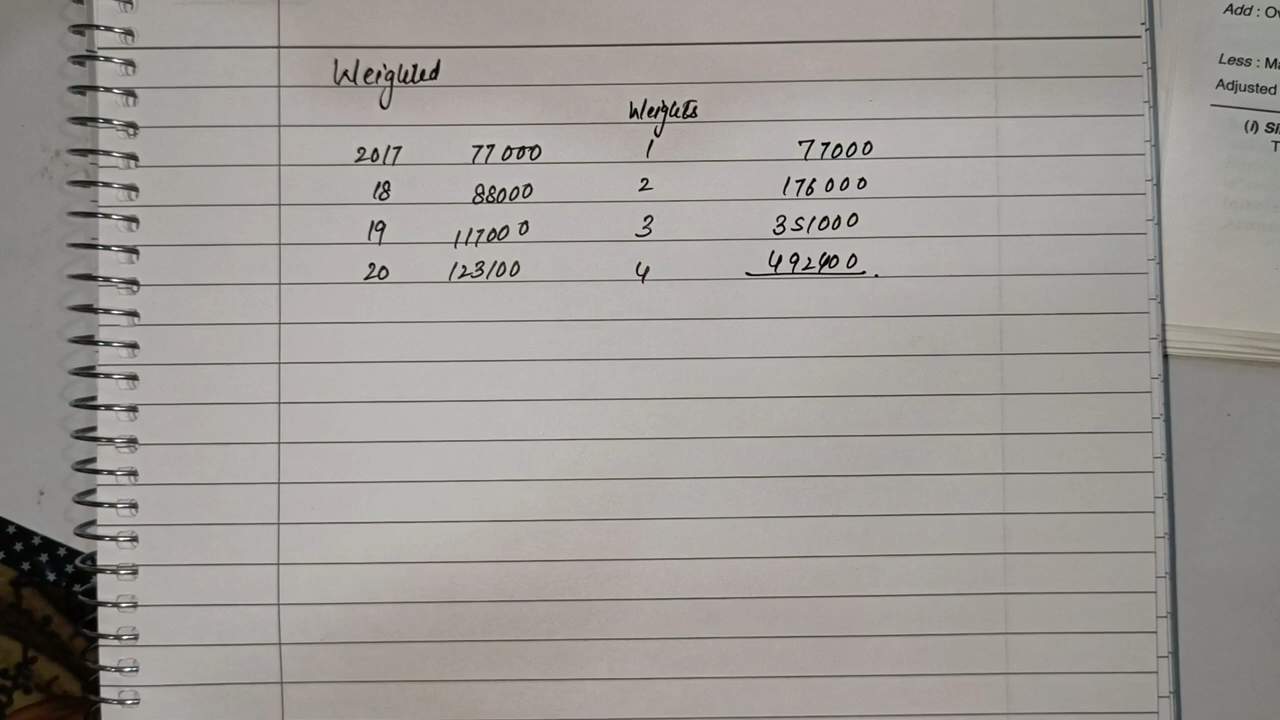 Weighted
Weights
2017 77000 1 77000
18 88000 2 176000
19 117000 3 351000
20 123100 4 492400
Add : 
Less : 
Adjusted
(i)